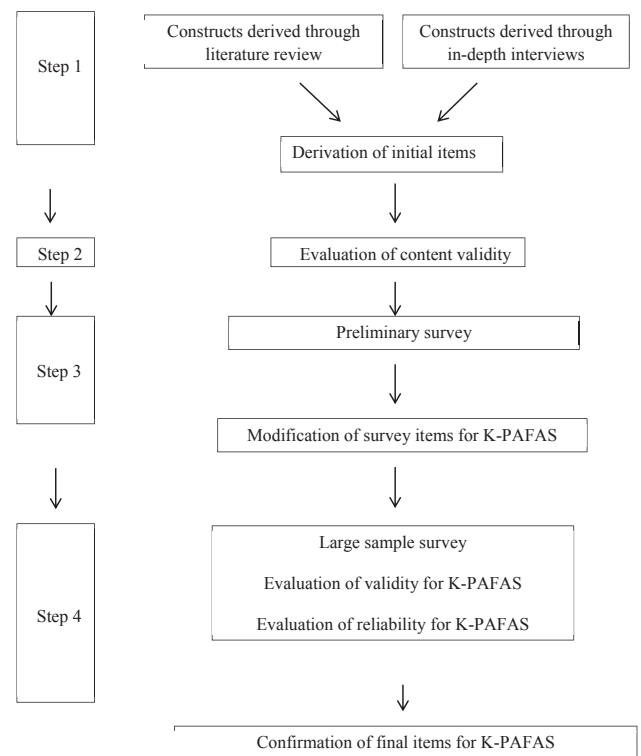 Step 1
Constructs derived through
literature review
Constructs derived through
in-depth interviews
Derivation of initial items
Step 2
Evaluation of content validity
Step 3
Preliminary survey
Modification of survey items for K-PAFAS
Step 4
Large sample survey
Evaluation of validity for K-PAFAS
Evaluation of reliability for K-PAFAS
Confirmation of final items for K-PAFAS